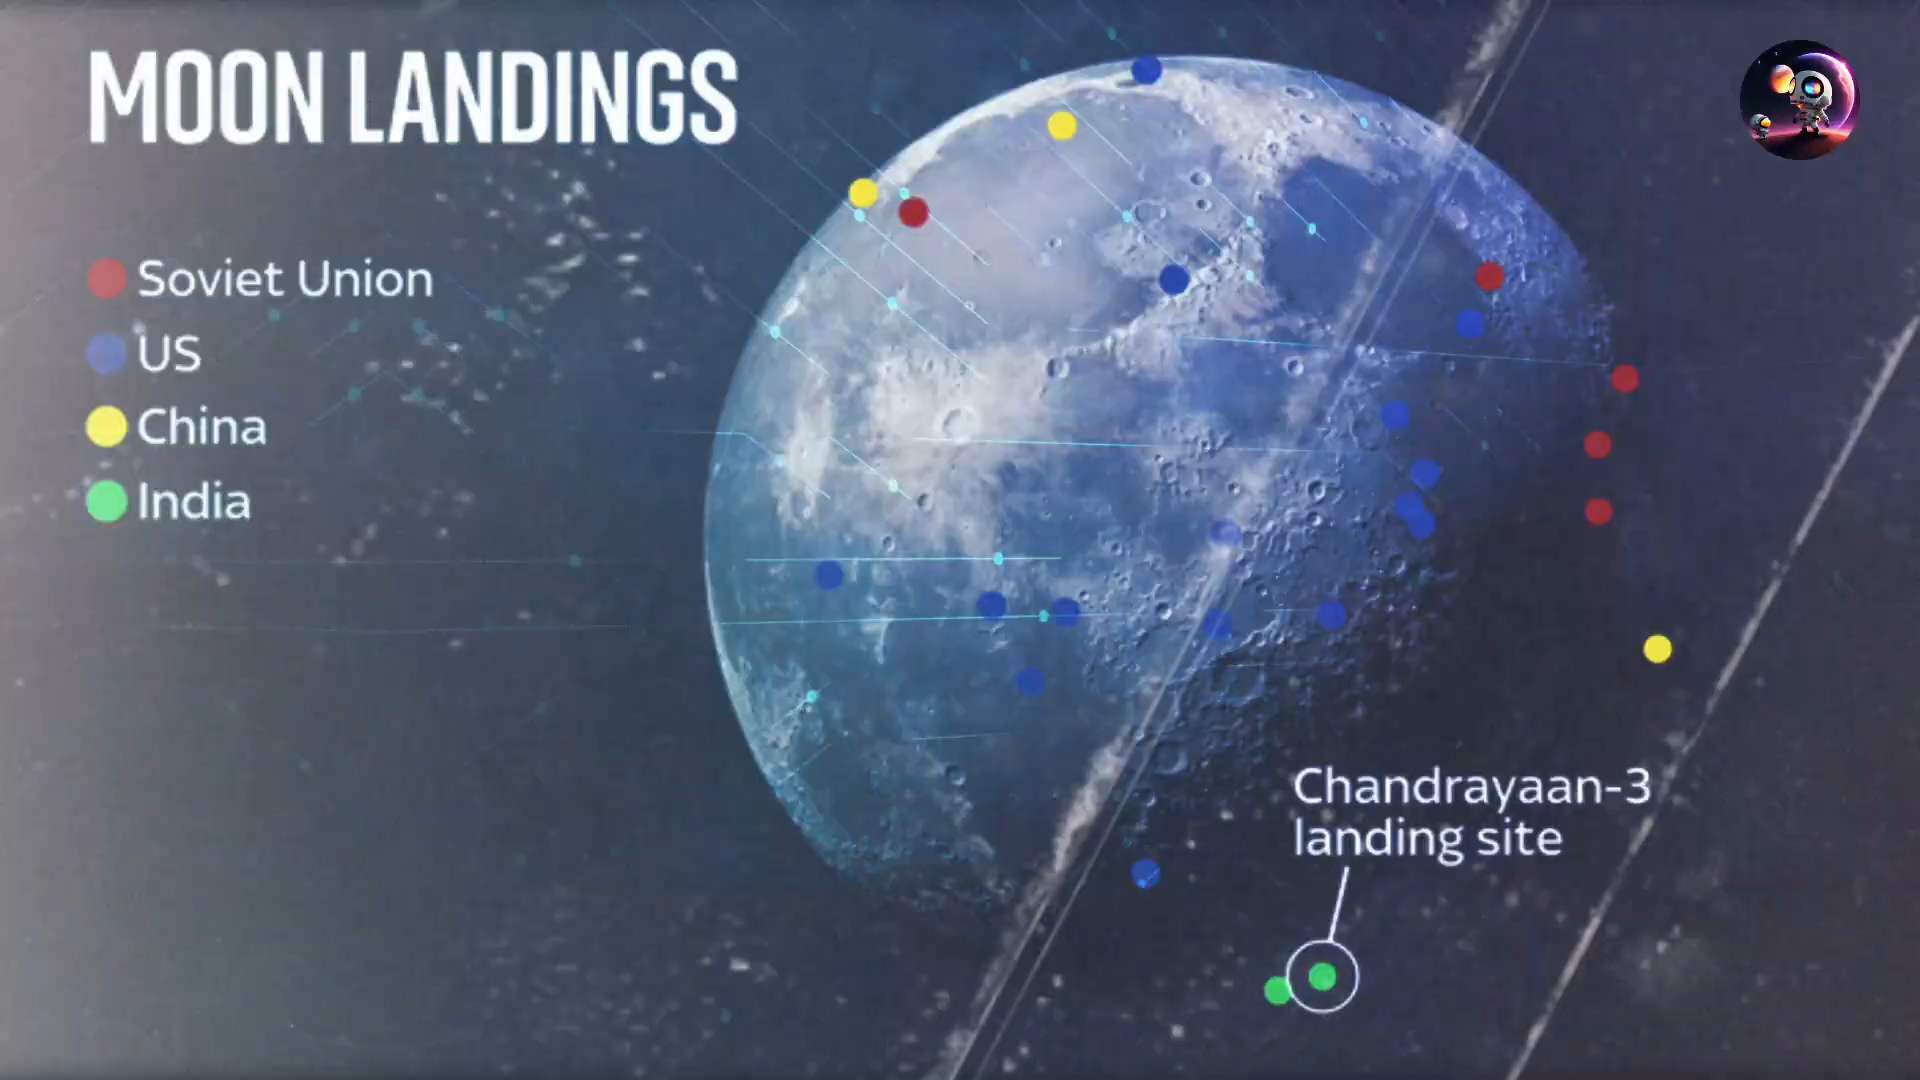 MOON LANDINGS
Soviet Union
US
China
India
Chandrayaan-3
landing site